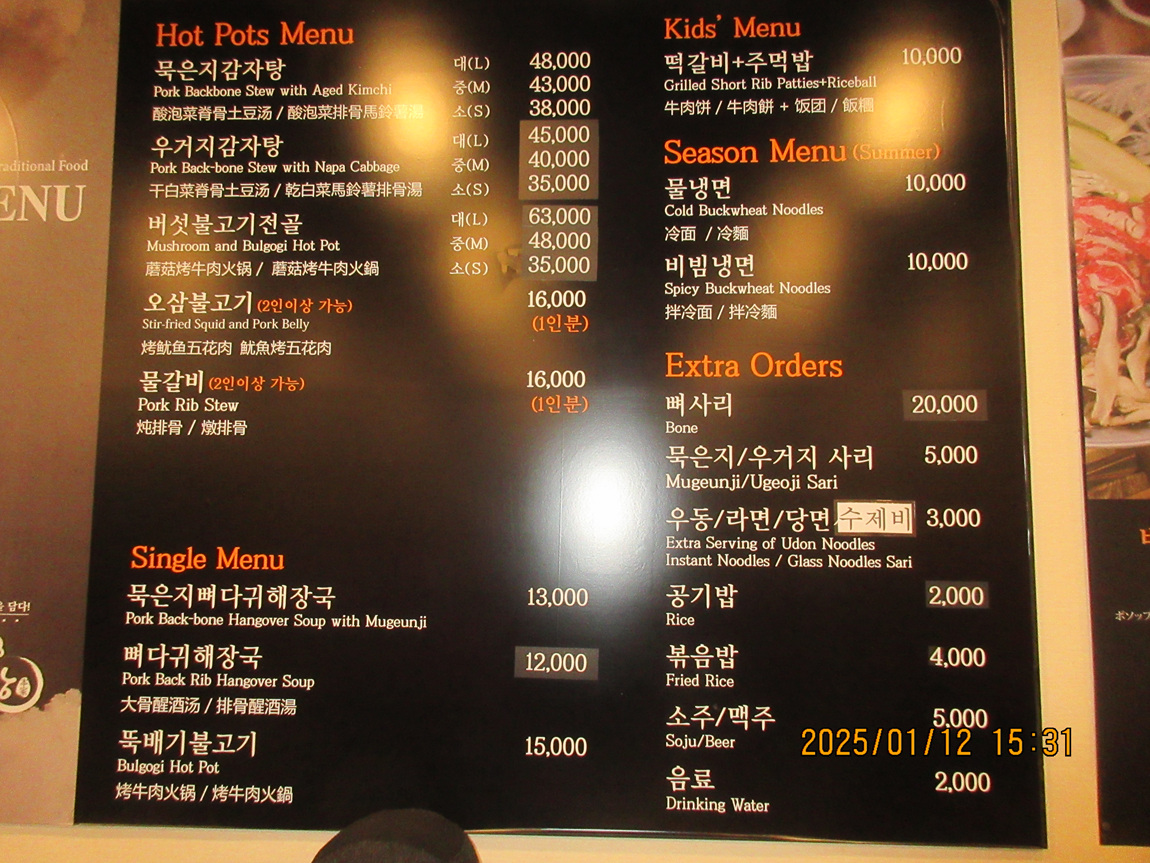 raditional Food
ENU
을 담다!
Hot Pots Menu
묵은지감자탕 대(L) 48,000
Pork Backbone Stew with Aged Kimchi 중(M) 43,000
酸泡菜脊骨土豆汤 / 酸泡菜排骨馬鈴薯湯 소(S) 38,000
우거지감자탕 대(L) 45,000
Pork Back-bone Stew with Napa Cabbage 중(M) 40,000
干白菜脊骨土豆汤 / 乾白菜馬鈴薯排骨湯 소(S) 35,000
버섯불고기전골 대(L) 63,000
Mushroom and Bulgogi Hot Pot 중(M) 48,000
蘑菇烤牛肉火锅 / 蘑菇烤牛肉火鍋 소(S) 35,000
오삼불고기 (2인이상 가능) 16,000
Stir-fried Squid and Pork Belly (1인분)
烤鱿鱼五花肉 魷魚烤五花肉
물갈비 (2인이상 가능) 16,000
Pork Rib Stew (1인분)
炖排骨 / 燉排骨
Single Menu
묵은지뼈다귀해장국 13,000
Pork Back-bone Hangover Soup with Mugeunji
뼈다귀해장국 12,000
Pork Back Rib Hangover Soup
大骨醒酒汤 / 排骨醒酒湯
뚝배기불고기 15,000
Bulgogi Hot Pot
烤牛肉火锅 / 烤牛肉火鍋
Kids' Menu
떡갈비+주먹밥 10,000
Grilled Short Rib Patties+Riceball
牛肉饼 / 牛肉餅 + 饭团 / 飯糰
Season Menu (Summer)
물냉면 10,000
Cold Buckwheat Noodles
冷面 / 冷麵
비빔냉면 10,000
Spicy Buckwheat Noodles
拌冷面 / 拌冷麵
Extra Orders
뼈사리 20,000
Bone
묵은지/우거지 사리 5,000
Mugeunji/Ugeoji Sari
우동/라면/당면/수제비 3,000
Extra Serving of Udon Noodles
Instant Noodles / Glass Noodles Sari
공기밥 2,000
Rice
볶음밥 4,000
Fried Rice
소주/맥주 5,000
Soju/Beer
음료 2,000
Drinking Water
2025/01/12 15:31
ポソッ